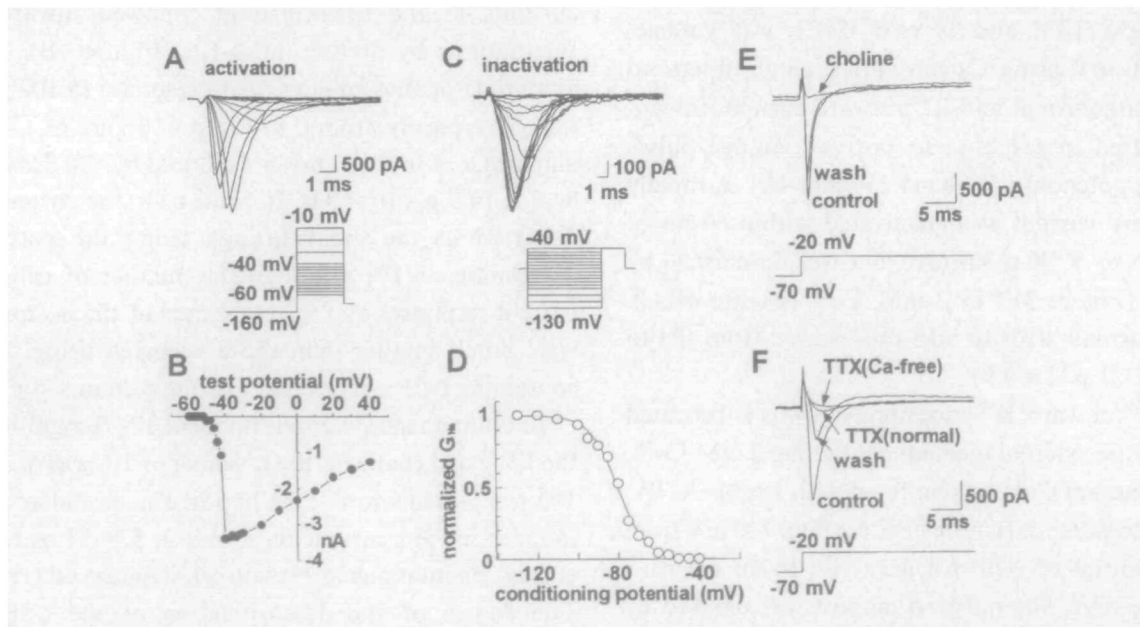 A
activation
500 pA
1 ms
-10 mV
-40 mV
-60 mV
-160 mV
B
test potential (mV)
-60 -40 -20 0 20 40
-1
-2
-3
nA
-4
C
inactivation
100 pA
1 ms
-40 mV
-130 mV
D
1.0
0.5
0
normalized G
-120 -80 -40
conditioning potential (mV)
E
choline
wash
control
500 pA
5 ms
-20 mV
-70 mV
F
TTX(Ca-free)
TTX(normal)
wash
control
500 pA
5 ms
-20 mV
-70 mV